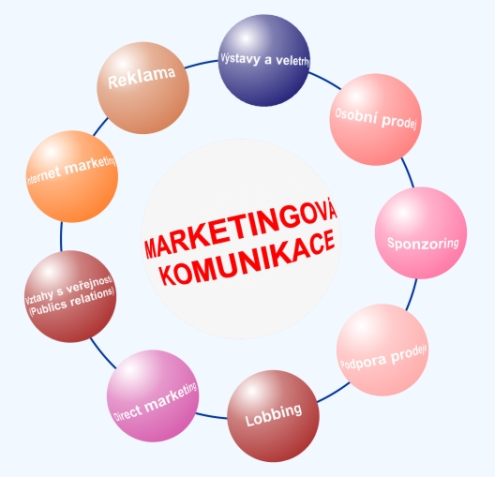 Výstavy a veletrhy
Osobní prodej
Sponzoring
Podpora prodeje
Lobbing
Direct marketing
Vztahy s veřejností
(Publics relations)
Internet marketing
Reklama
MARKETINGOVÁ
KOMUNIKACE